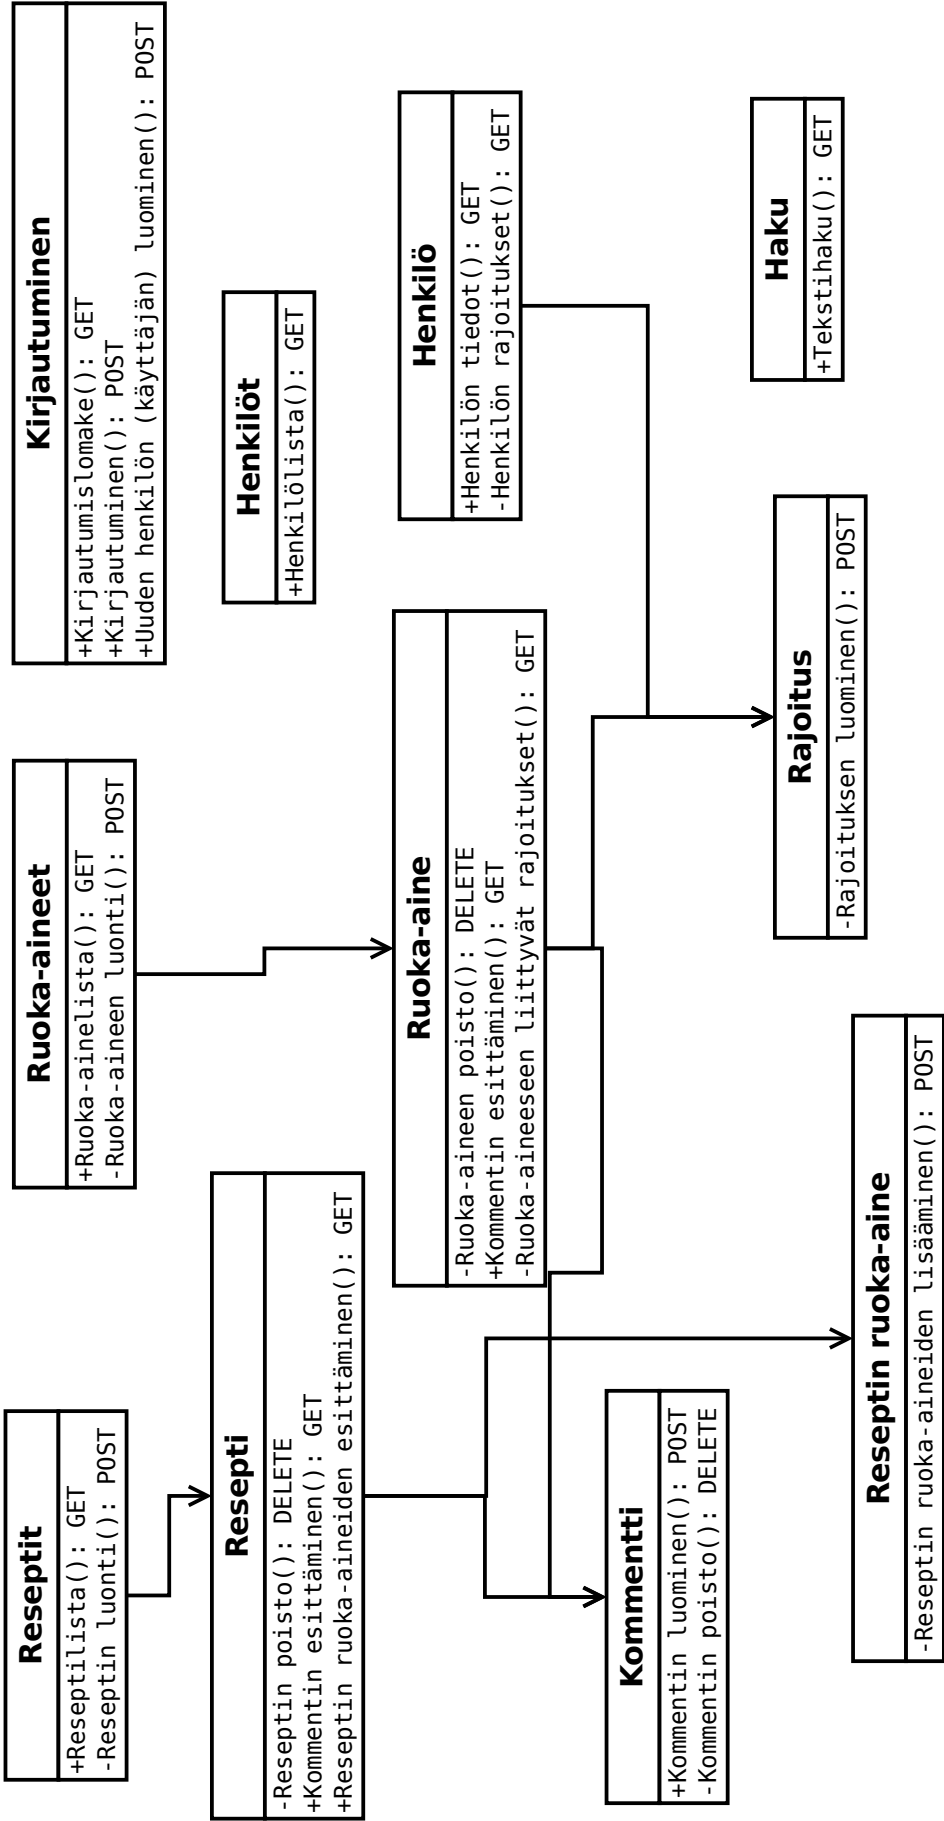 Reseptit
+Reseptilista(): GET
-Reseptin luonti(): POST
Ruoka-aineet
+Ruoka-ainelista(): GET
-Ruoka-aineen luonti(): POST
Kirjautuminen
+Kirjautumislomake(): GET
+Kirjautuminen(): POST
+Uuden henkilön (käyttäjän) luominen(): POST
Resepti
-Reseptin poisto(): DELETE
+Kommentin esittäminen(): GET
+Reseptin ruoka-aineiden esittäminen(): GET
Henkilöt
+Henkilölista(): GET
Ruoka-aine
-Ruoka-aineen poisto(): DELETE
+Kommentin esittäminen(): GET
-Ruoka-aineeseen liittyvät rajoitukset(): GET
Henkilö
+Henkilön tiedot(): GET
-Henkilön rajoitukset(): GET
Kommentti
+Kommentin luominen(): POST
-Kommentin poisto(): DELETE
Rajoitus
-Rajoituksen luominen(): POST
Haku
+Tekstihaku(): GET
Reseptin ruoka-aine
-Reseptin ruoka-aineiden lisääminen(): POST